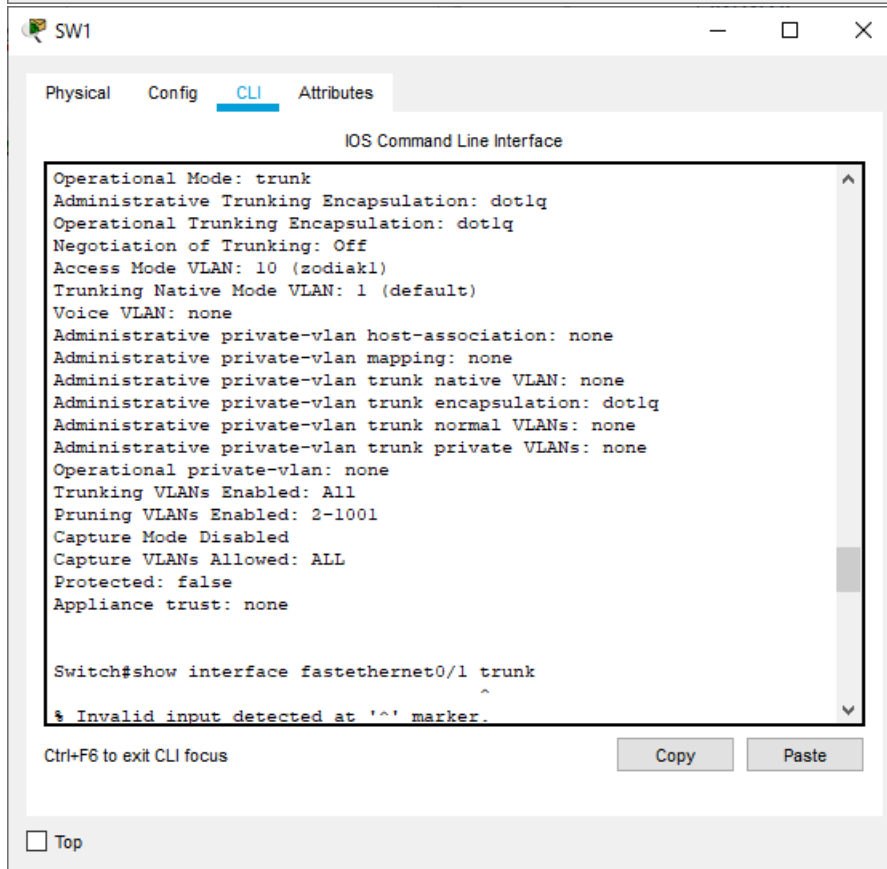 SW1
Physical Config CLI Attributes
IOS Command Line Interface
Operational Mode: trunk
Administrative Trunking Encapsulation: dot1q
Operational Trunking Encapsulation: dot1q
Negotiation of Trunking: Off
Access Mode VLAN: 10 (zodiak1)
Trunking Native Mode VLAN: 1 (default)
Voice VLAN: none
Administrative private-vlan host-association: none
Administrative private-vlan mapping: none
Administrative private-vlan trunk native VLAN: none
Administrative private-vlan trunk encapsulation: dot1q
Administrative private-vlan trunk normal VLANs: none
Administrative private-vlan trunk private VLANs: none
Operational private-vlan: none
Trunking VLANs Enabled: All
Pruning VLANs Enabled: 2-1001
Capture Mode Disabled
Capture VLANs Allowed: ALL
Protected: false
Appliance trust: none
Switch#show interface fastethernet0/1 trunk
^
% Invalid input detected at '^' marker.
Ctrl+F6 to exit CLI focus
Copy Paste
Top